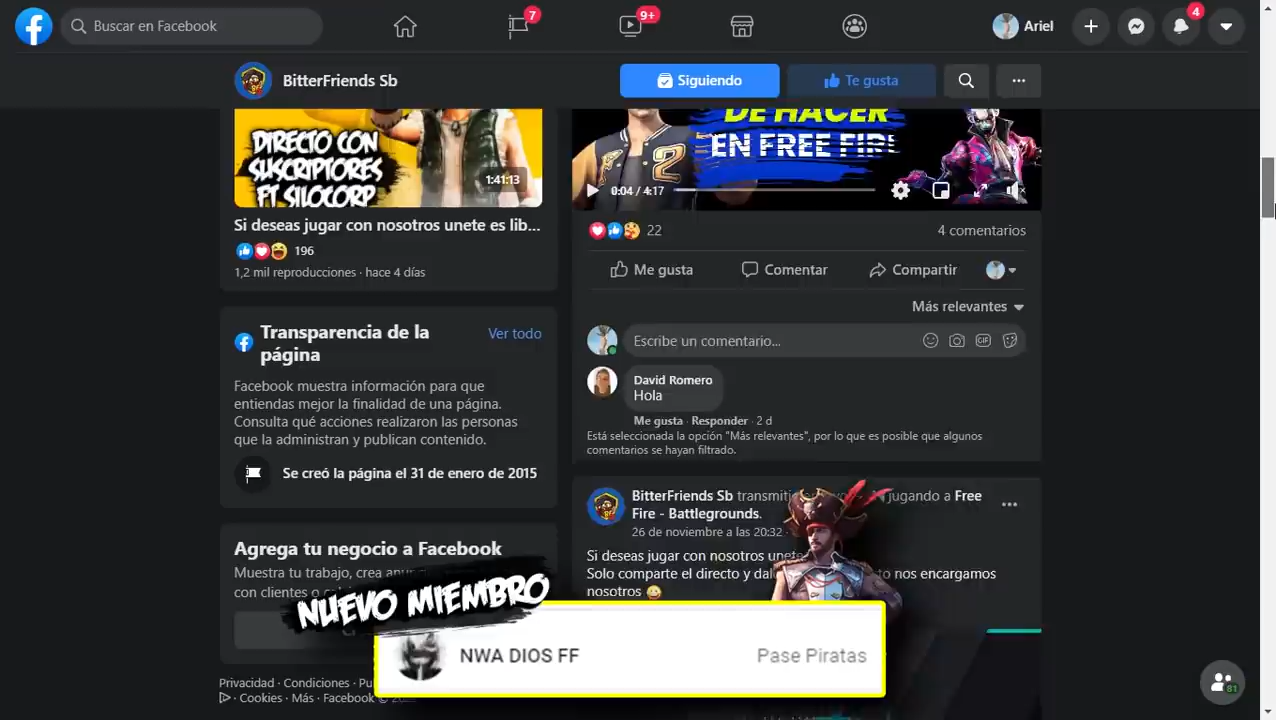 Buscar en Facebook
7
9+
Ariel
4
BitterFriends Sb
Siguiendo
Te gusta
DIRECTO CON
SUSCRIPTORES
FT SILOCORP
1:41:13
Si deseas jugar con nosotros unete es lib...
196
1,2 mil reproducciones · hace 4 días
Transparencia de la
página
Ver todo
Facebook muestra información para que
entiendas mejor la finalidad de una página.
Consulta qué acciones realizaron las personas
que la administran y publican contenido.
Se creó la página el 31 de enero de 2015
Agrega tu negocio a Facebook
Muestra tu trabajo, crea
con clientes o
Privacidad · Condiciones ·
Cookies · Más · Facebook ©
DE HACER
EN FREE FIRE
2
0:04 / 4:17
22
4 comentarios
Me gusta
Comentar
Compartir
Más relevantes
Escribe un comentario...
GIF
David Romero
Hola
Me gusta · Responder · 2 d
Está seleccionada la opción "Más relevantes", por lo que es posible que algunos
comentarios se hayan filtrado.
BitterFriends Sb jugando a Free
Fire - Battlegrounds.
26 de noviembre a las 20:32 ·
Si deseas jugar con nosotros unete
Solo comparte el directo y nos encargamos
nosotros
NUEVO MIEMBRO
NWA DIOS FF
Pase Piratas
81